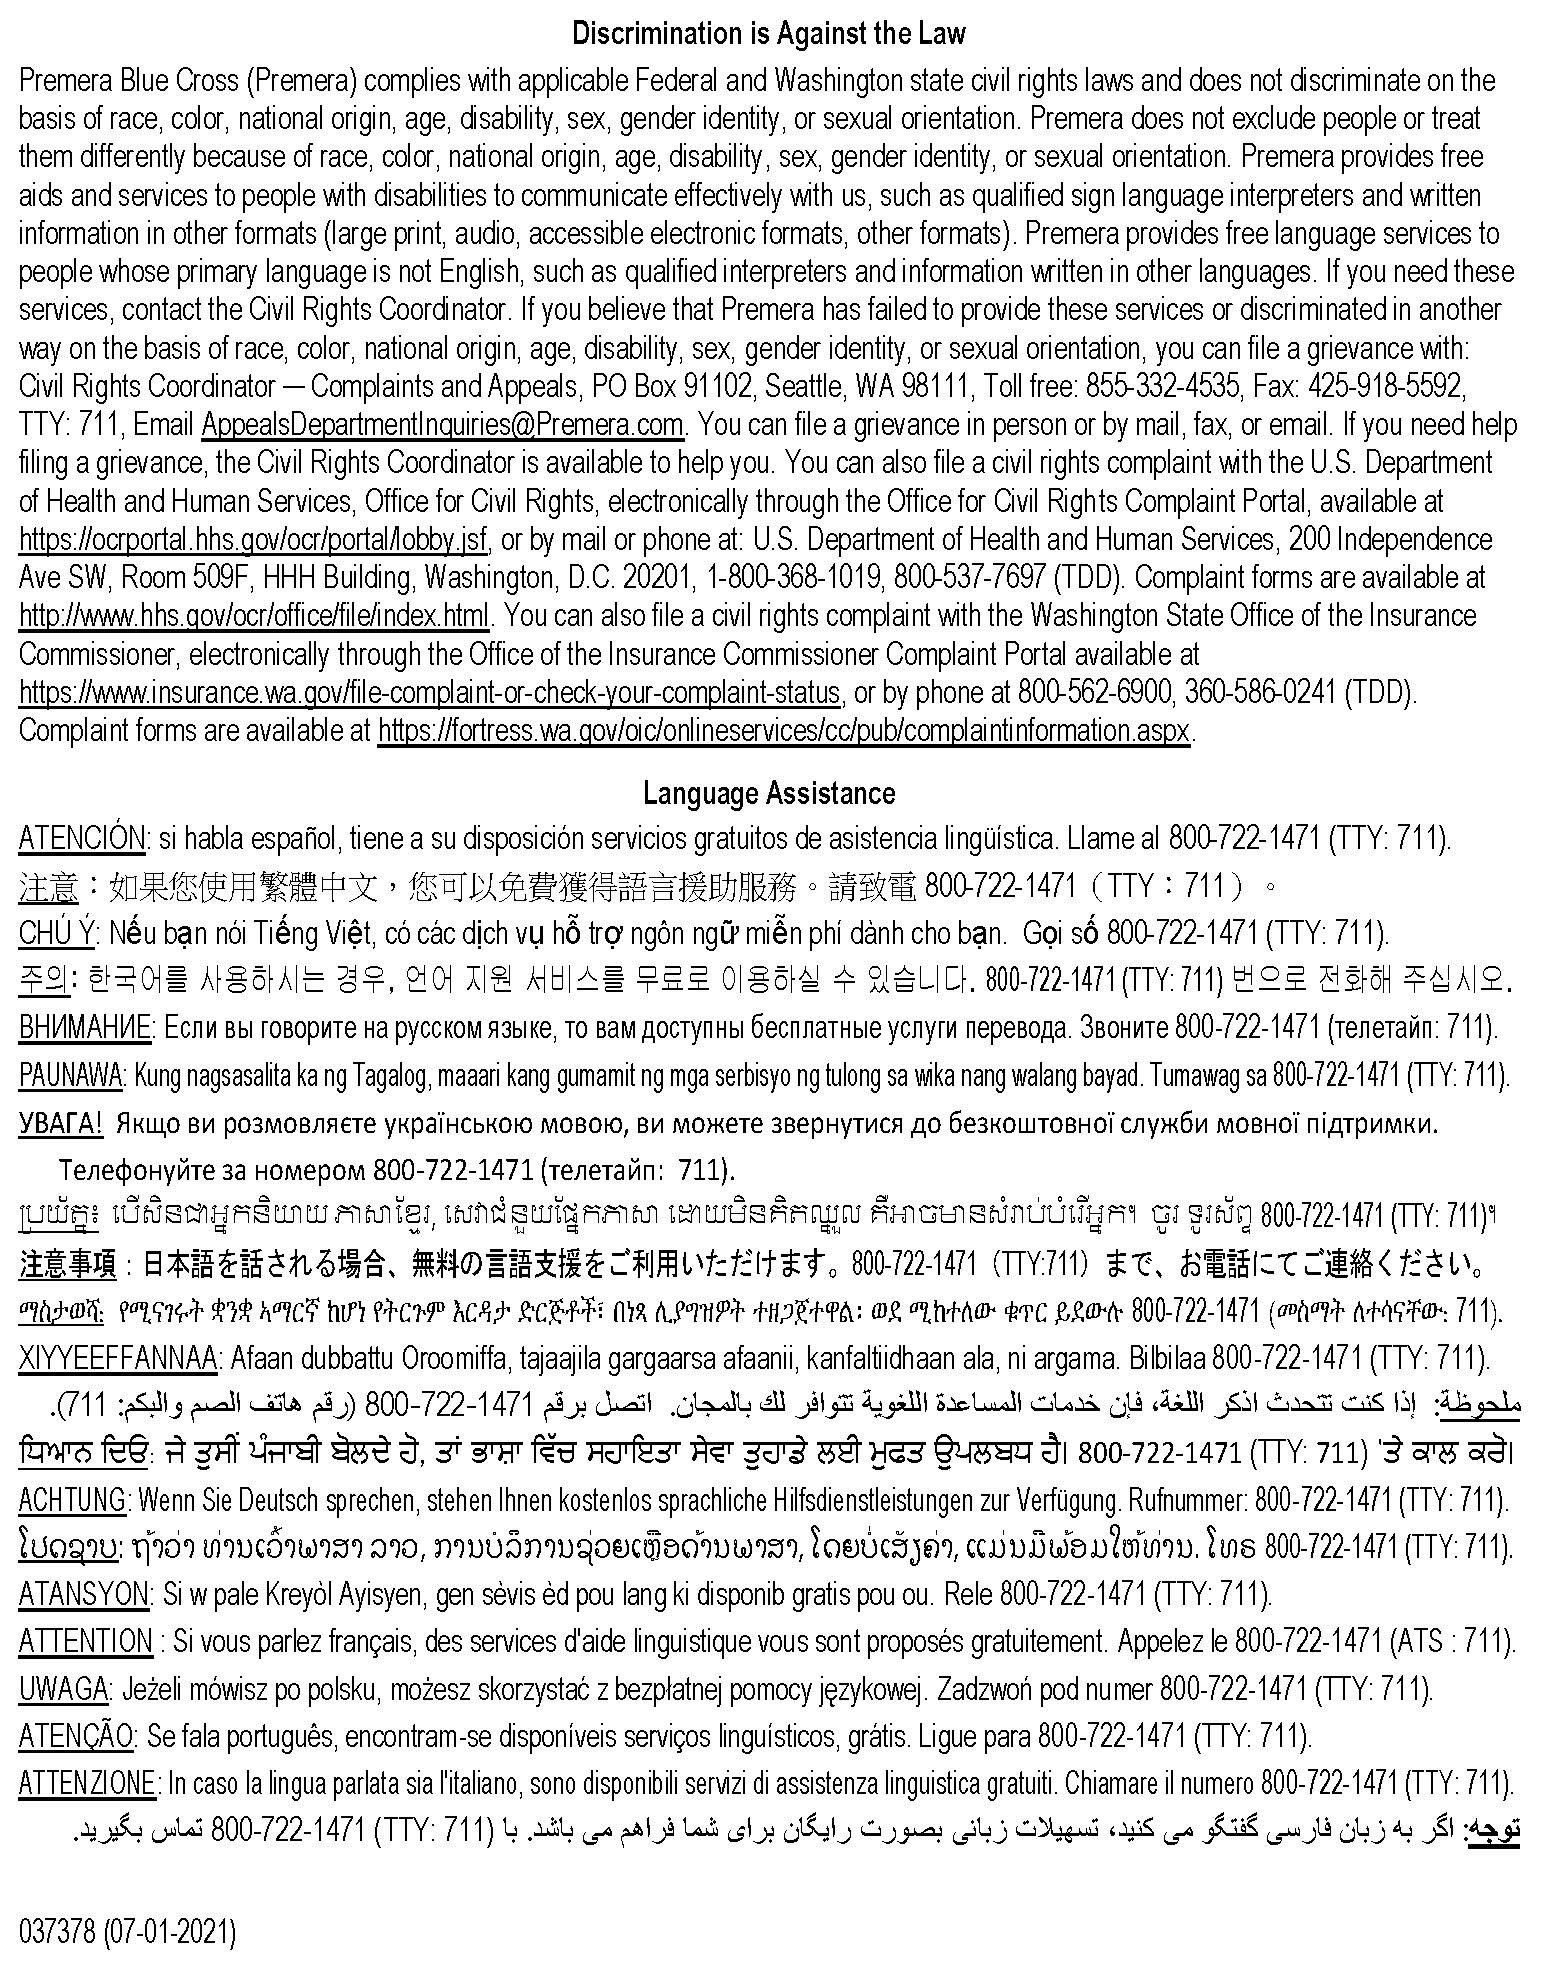 Discrimination is Against the Law
Premera Blue Cross (Premera) complies with applicable Federal and Washington state civil rights laws and does not discriminate on the
basis of race, color, national origin, age, disability, sex, gender identity, or sexual orientation. Premera does not exclude people or treat
them differently because of race, color, national origin, age, disability, sex, gender identity, or sexual orientation. Premera provides free
aids and services to people with disabilities to communicate effectively with us, such as qualified sign language interpreters and written
information in other formats (large print, audio, accessible electronic formats, other formats). Premera provides free language services to
people whose primary language is not English, such as qualified interpreters and information written in other languages. If you need these
services, contact the Civil Rights Coordinator. If you believe that Premera has failed to provide these services or discriminated in another
way on the basis of race, color, national origin, age, disability, sex, gender identity, or sexual orientation, you can file a grievance with:
Civil Rights Coordinator — Complaints and Appeals, PO Box 91102, Seattle, WA 98111, Toll free: 855-332-4535, Fax: 425-918-5592,
TTY: 711, Email AppealsDepartmentInquiries@Premera.com. You can file a grievance in person or by mail, fax, or email. If you need help
filing a grievance, the Civil Rights Coordinator is available to help you. You can also file a civil rights complaint with the U.S. Department
of Health and Human Services, Office for Civil Rights, electronically through the Office for Civil Rights Complaint Portal, available at
https://ocrportal.hhs.gov/ocr/portal/lobby.jsf, or by mail or phone at: U.S. Department of Health and Human Services, 200 Independence
Ave SW, Room 509F, HHH Building, Washington, D.C. 20201, 1-800-368-1019, 800-537-7697 (TDD). Complaint forms are available at
http://www.hhs.gov/ocr/office/file/index.html. You can also file a civil rights complaint with the Washington State Office of the Insurance
Commissioner, electronically through the Office of the Insurance Commissioner Complaint Portal available at
https://www.insurance.wa.gov/file-complaint-or-check-your-complaint-status, or by phone at 800-562-6900, 360-586-0241 (TDD).
Complaint forms are available at https://fortress.wa.gov/oic/onlineservices/cc/pub/complaintinformation.aspx.
Language Assistance
ATENCIÓN: si habla español, tiene a su disposición servicios gratuitos de asistencia lingüística. Llame al 800-722-1471 (TTY: 711).
注意：如果您使用繁體中文，您可以免費獲得語言援助服務。請致電 800-722-1471（TTY：711）。
CHÚ Ý: Nếu bạn nói Tiếng Việt, có các dịch vụ hỗ trợ ngôn ngữ miễn phí dành cho bạn. Gọi số 800-722-1471 (TTY: 711).
주의: 한국어를 사용하시는 경우, 언어 지원 서비스를 무료로 이용하실 수 있습니다. 800-722-1471 (TTY: 711) 번으로 전화해 주십시오.
ВНИМАНИЕ: Если вы говорите на русском языке, то вам доступны бесплатные услуги перевода. Звоните 800-722-1471 (телетайп: 711).
PAUNAWA: Kung nagsasalita ka ng Tagalog, maaari kang gumamit ng mga serbisyo ng tulong sa wika nang walang bayad. Tumawag sa 800-722-1471 (TTY: 711).
УВАГА! Якщо ви розмовляєте українською мовою, ви можете звернутися до безкоштовної служби мовної підтримки.
Телефонуйте за номером 800-722-1471 (телетайп: 711).
ប្រយ័ត្ន៖ បើសិនជាអ្នកនិយាយ ភាសាខ្មែរ, សេវាជំនួយផ្នែកភាសា ដោយមិនគិតឈ្នួល គឺអាចមានសំរាប់បំរើអ្នក។ ចូរ ទូរស័ព្ទ 800-722-1471 (TTY: 711)។
注意事項：日本語を話される場合、無料の言語支援をご利用いただけます。800-722-1471（TTY:711）まで、お電話にてご連絡ください。
ማስታወሻ: የሚናገሩት ቋንቋ ኣማርኛ ከሆነ የትርጉም እርዳታ ድርጅቶች፣ በነጻ ሊያግዝዎት ተዘጋጀተዋል፡ ወደ ሚከተለው ቁጥር ይደውሉ 800-722-1471 (መስማት ለተሳናቸው: 711).
XIYYEEFFANNAA: Afaan dubbattu Oroomiffa, tajaajila gargaarsa afaanii, kanfaltiidhaan ala, ni argama. Bilbilaa 800-722-1471 (TTY: 711).
ملحوظة: إذا كنت تتحدث اذكر اللغة، فإن خدمات المساعدة اللغوية تتوافر لك بالمجان. اتصل برقم 800-722-1471 (رقم هاتف الصم والبكم: 711).
ਧਿਆਨ ਦਿਓ: ਜੇ ਤੁਸੀਂ ਪੰਜਾਬੀ ਬੋਲਦੇ ਹੋ, ਤਾਂ ਭਾਸ਼ਾ ਵਿੱਚ ਸਹਾਇਤਾ ਸੇਵਾ ਤੁਹਾਡੇ ਲਈ ਮੁਫਤ ਉਪਲਬਧ ਹੈ। 800-722-1471 (TTY: 711) 'ਤੇ ਕਾਲ ਕਰੋ।
ACHTUNG: Wenn Sie Deutsch sprechen, stehen Ihnen kostenlos sprachliche Hilfsdienstleistungen zur Verfügung. Rufnummer: 800-722-1471 (TTY: 711).
ໂປດຊາບ: ຖ້າວ່າ ທ່ານເວົ້າພາສາ ລາວ, ການບໍລິການຊ່ວຍເຫຼືອດ້ານພາສາ, ໂດຍບໍ່ເສັຽຄ່າ, ແມ່ນມີພ້ອມໃຫ້ທ່ານ. ໂທຣ 800-722-1471 (TTY: 711).
ATANSYON: Si w pale Kreyòl Ayisyen, gen sèvis èd pou lang ki disponib gratis pou ou. Rele 800-722-1471 (TTY: 711).
ATTENTION : Si vous parlez français, des services d'aide linguistique vous sont proposés gratuitement. Appelez le 800-722-1471 (ATS : 711).
UWAGA: Jeżeli mówisz po polsku, możesz skorzystać z bezpłatnej pomocy językowej. Zadzwoń pod numer 800-722-1471 (TTY: 711).
ATENÇÃO: Se fala português, encontram-se disponíveis serviços linguísticos, grátis. Ligue para 800-722-1471 (TTY: 711).
ATTENZIONE: In caso la lingua parlata sia l'italiano, sono disponibili servizi di assistenza linguistica gratuiti. Chiamare il numero 800-722-1471 (TTY: 711).
توجه: اگر به زبان فارسی گفتگو می کنید، تسهیلات زبانی بصورت رایگان برای شما فراهم می باشد. با (TTY: 711) 800-722-1471 تماس بگیرید.
037378 (07-01-2021)